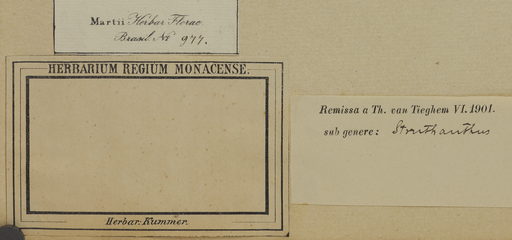 Martii Herbar. Florae
Brasil. No 977.
HERBARIUM REGIUM MONACENSE.
Herbar. Kummer.
Remissa a Th. van Tieghem VI. 1901.
sub genere: Struthanthus